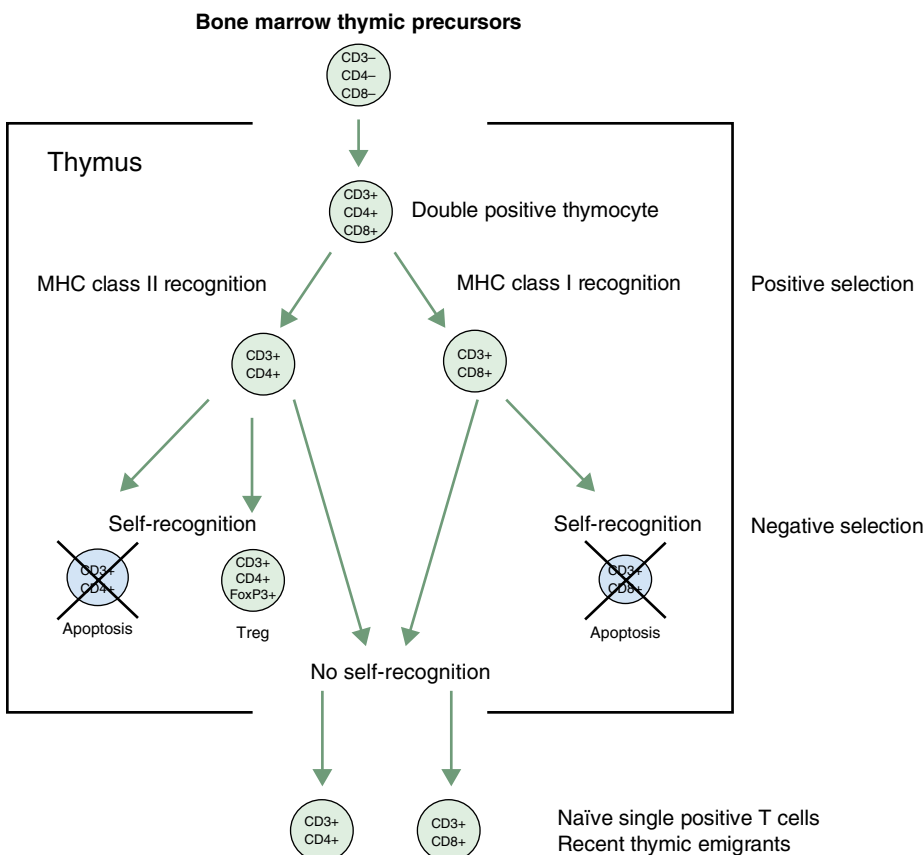 Bone marrow thymic precursors
CD3–
CD4–
CD8–
Thymus
CD3+
CD4+
CD8+
Double positive thymocyte
MHC class II recognition
MHC class I recognition
Positive selection
CD3+
CD4+
CD3+
CD8+
Self-recognition
Self-recognition
Negative selection
CD3+
CD4+
CD3+
CD4+
FoxP3+
CD3+
CD8+
Apoptosis
Treg
Apoptosis
No self-recognition
CD3+
CD4+
CD3+
CD8+
Naïve single positive T cells
Recent thymic emigrants